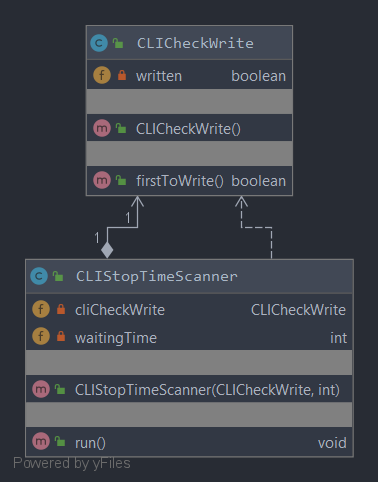 CLICheckWrite
written boolean
CLICheckWrite()
firstToWrite() boolean
1
1
CLIStopTimeScanner
cliCheckWrite CLICheckWrite
waitingTime int
CLIStopTimeScanner(CLICheckWrite, int)
run() void
Powered by yFiles